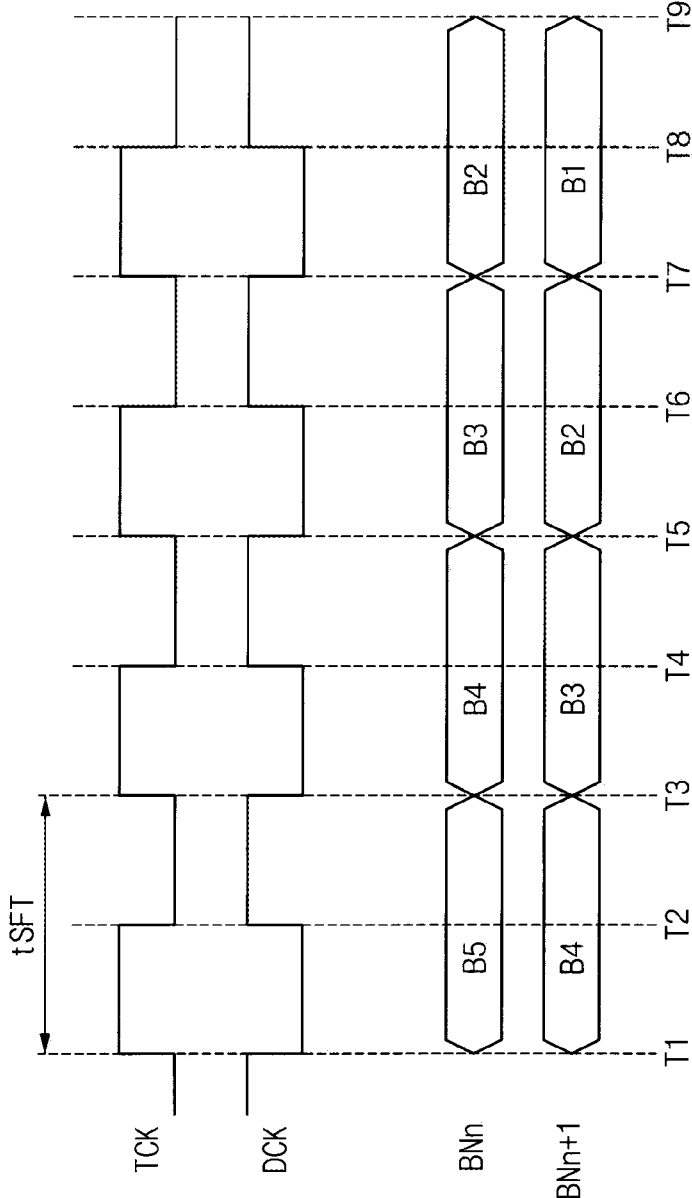 tSFT
TCK
DCK
BNn B5 B4 B3 B2
BNn+1 B4 B3 B2 B1
T1 T2 T3 T4 T5 T6 T7 T8 T9